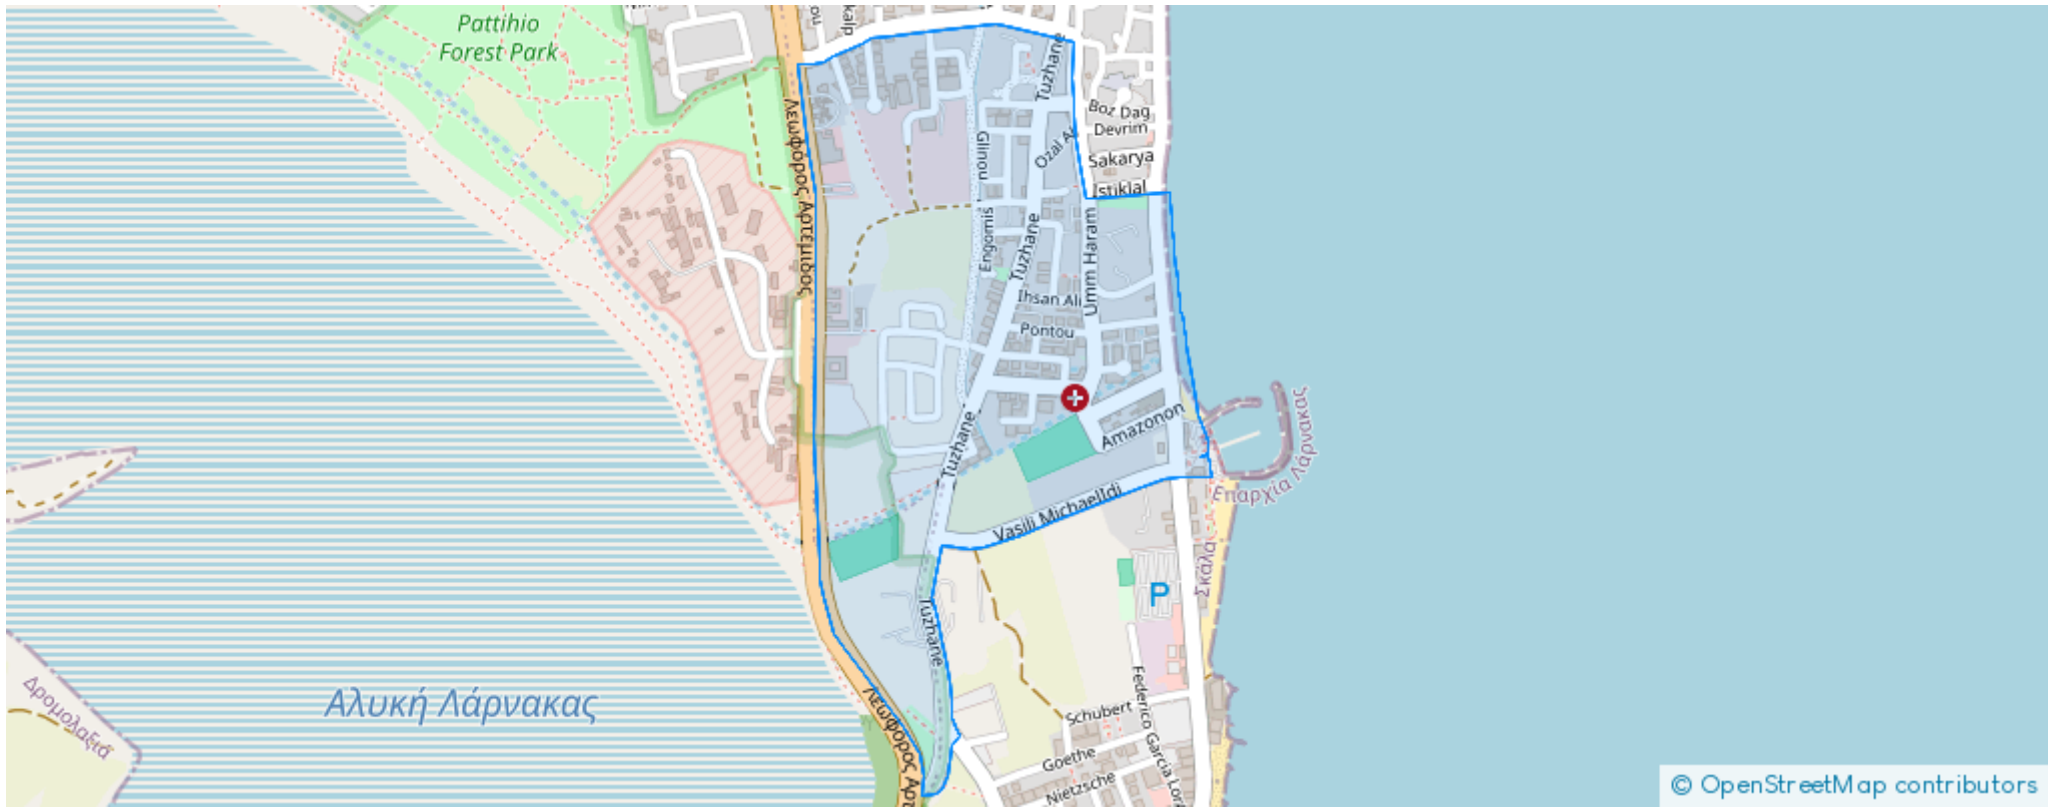 Pattihio
Forest Park
kalp
Tuzhane
Boz Dag
Devrim
Glinou
Ozal A
Sakarya
Istiklal
Λεωφόρος Αρτέμιδος
Engomis
Tuzhane
Umm Haram
Ihsan Ali
Pontou
Amazonon
Tuzhane
Vasili MichaelIdi
Επαρχία Λάρνακας
Σκάλα
P
Tuzhane
Αλυκή Λάρνακας
Δρομολαξιά
Λεωφόρος Αρτ
Schubert
Federico Garcia Lor
Goethe
Nietzsche
© OpenStreetMap contributors